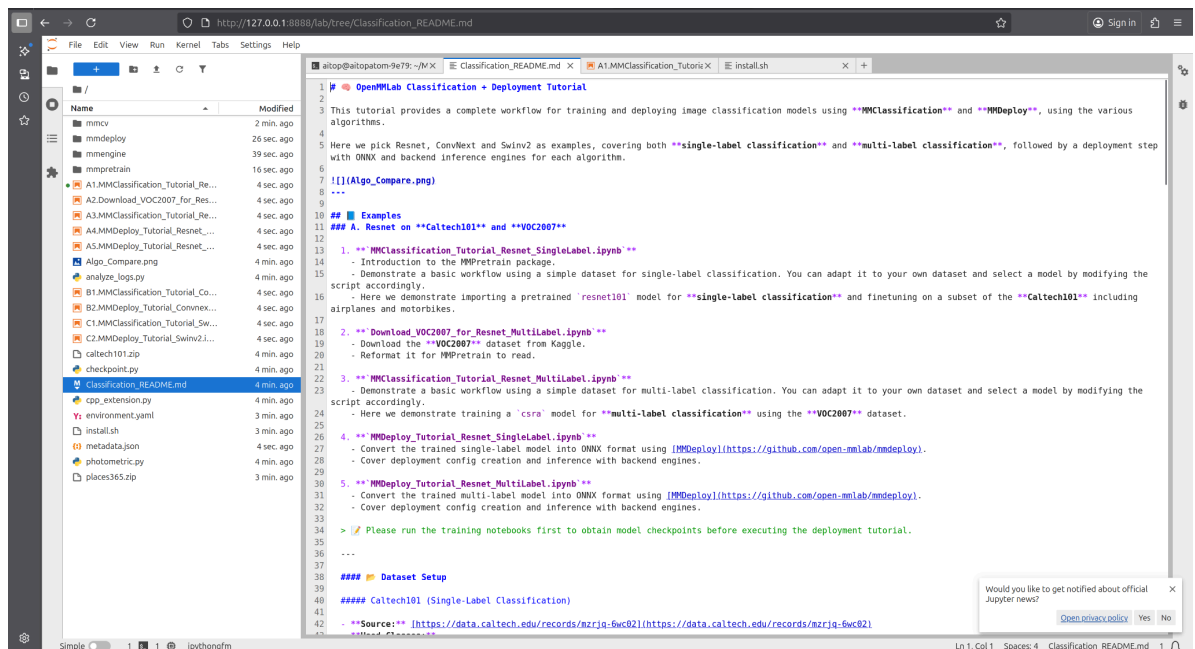 http://127.0.0.1:8888/lab/tree/Classification_README.md
Sign in
File Edit View Run Kernel Tabs Settings Help
aitop@aitopatom-9e79: ~/M
Classification_README.md
A1.MMClassification_Tutoria
install.sh
/
Name Modified
mmcv 2 min. ago
mmdeploy 26 sec. ago
mmengine 39 sec. ago
mmpretrain 16 sec. ago
A1.MMClassification_Tutorial_Re... 4 sec. ago
A2.Download_VOC2007_for_Res... 4 sec. ago
A3.MMClassification_Tutorial_Re... 4 sec. ago
A4.MMDeploy_Tutorial_Resnet_... 4 sec. ago
A5.MMDeploy_Tutorial_Resnet_... 4 sec. ago
Algo_Compare.png 4 min. ago
analyze_logs.py 4 min. ago
B1.MMClassification_Tutorial_Co... 4 sec. ago
B2.MMDeploy_Tutorial_Convnex... 4 sec. ago
C1.MMClassification_Tutorial_Sw... 4 sec. ago
C2.MMDeploy_Tutorial_Swinv2.i... 4 sec. ago
caltech101.zip 4 min. ago
checkpoint.py 4 min. ago
Classification_README.md 4 min. ago
cpp_extension.py 4 min. ago
environment.yaml 3 min. ago
install.sh 3 min. ago
metadata.json 4 sec. ago
photometric.py 4 min. ago
places365.zip 3 min. ago
1 # 🧠 OpenMMLab Classification + Deployment Tutorial
2
3 This tutorial provides a complete workflow for training and deploying image classification models using **MMClassification** and **MMDeploy**, using the various
algorithms.
4
5 Here we pick Resnet, ConvNext and Swinv2 as examples, covering both **single-label classification** and **multi-label classification**, followed by a deployment step
with ONNX and backend inference engines for each algorithm.
6
7 ![](Algo_Compare.png)
8 ---
9
10 ## 📘 Examples
11 ### A. Resnet on **Caltech101** and **VOC2007**
12
13 1. **`MMClassification_Tutorial_Resnet_SingleLabel.ipynb`**
14 - Introduction to the MMPretrain package.
15 - Demonstrate a basic workflow using a simple dataset for single-label classification. You can adapt it to your own dataset and select a model by modifying the
script accordingly.
16 - Here we demonstrate importing a pretrained `resnet101` model for **single-label classification** and finetuning on a subset of the **Caltech101** including
airplanes and motorbikes.
17
18 2. **`Download_VOC2007_for_Resnet_MultiLabel.ipynb`**
19 - Download the **VOC2007** dataset from Kaggle.
20 - Reformat it for MMPretrain to read.
21
22 3. **`MMClassification_Tutorial_Resnet_MultiLabel.ipynb`**
23 - Demonstrate a basic workflow using a simple dataset for multi-label classification. You can adapt it to your own dataset and select a model by modifying the
script accordingly.
24 - Here we demonstrate training a `csra` model for **multi-label classification** using the **VOC2007** dataset.
25
26 4. **`MMDeploy_Tutorial_Resnet_SingleLabel.ipynb`**
27 - Convert the trained single-label model into ONNX format using [MMDeploy](https://github.com/open-mmlab/mmdeploy).
28 - Cover deployment config creation and inference with backend engines.
29
30 5. **`MMDeploy_Tutorial_Resnet_MultiLabel.ipynb`**
31 - Convert the trained multi-label model into ONNX format using [MMDeploy](https://github.com/open-mmlab/mmdeploy).
32 - Cover deployment config creation and inference with backend engines.
33
34 > 📝 Please run the training notebooks first to obtain model checkpoints before executing the deployment tutorial.
35
36 ---
37
38 #### 📂 Dataset Setup
39
40 ##### Caltech101 (Single-Label Classification)
41
42 - **Source:** [https://data.caltech.edu/records/mzrjq-6wc02](https://data.caltech.edu/records/mzrjq-6wc02)
Would you like to get notified about official
Jupyter news?
Open privacy policy Yes No
Simple 1 1 ipythongfm
Ln 1, Col 1 Spaces: 4 Classification_README.md 1